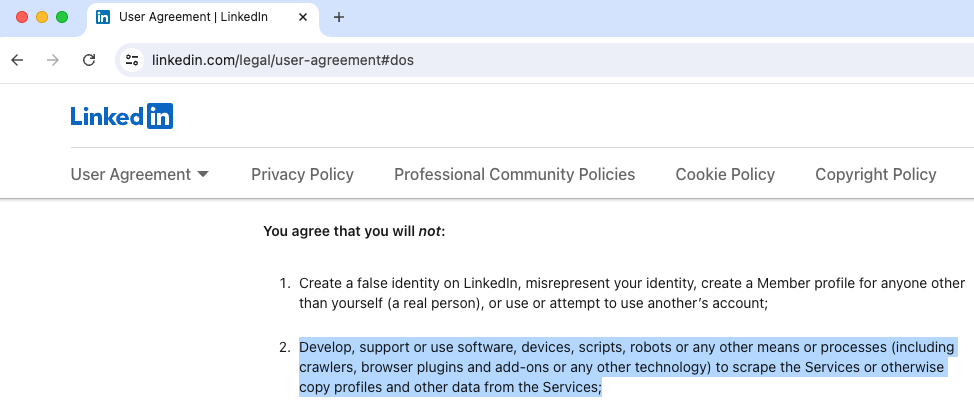 User Agreement | LinkedIn
linkedin.com/legal/user-agreement#dos
Linked in
User Agreement Privacy Policy Professional Community Policies Cookie Policy Copyright Policy
You agree that you will not:
1. Create a false identity on LinkedIn, misrepresent your identity, create a Member profile for anyone other
than yourself (a real person), or use or attempt to use another’s account;
2. Develop, support or use software, devices, scripts, robots or any other means or processes (including
crawlers, browser plugins and add-ons or any other technology) to scrape the Services or otherwise
copy profiles and other data from the Services;